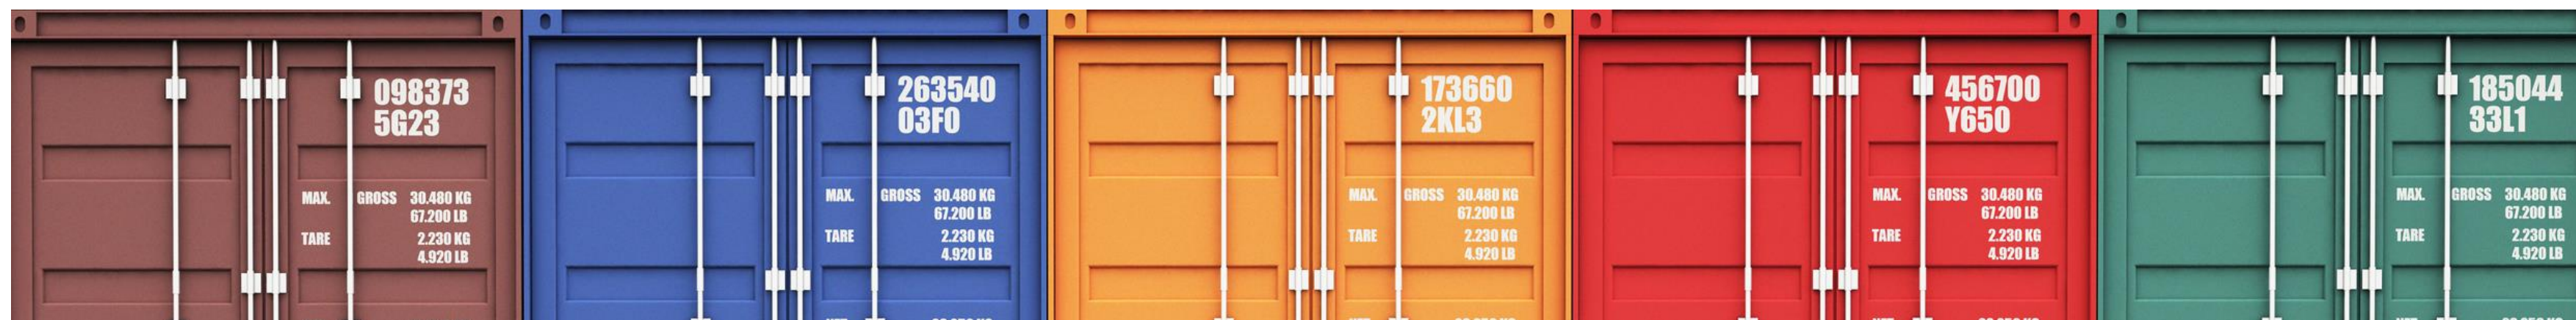 098373
5G23
MAX. GROSS 30.480 KG
67.200 LB
TARE 2.230 KG
4.920 LB
263540
03F0
MAX. GROSS 30.480 KG
67.200 LB
TARE 2.230 KG
4.920 LB
173660
2KL3
MAX. GROSS 30.480 KG
67.200 LB
TARE 2.230 KG
4.920 LB
456700
Y650
MAX. GROSS 30.480 KG
67.200 LB
TARE 2.230 KG
4.920 LB
185044
33L1
MAX. GROSS 30.480 KG
67.200 LB
TARE 2.230 KG
4.920 LB